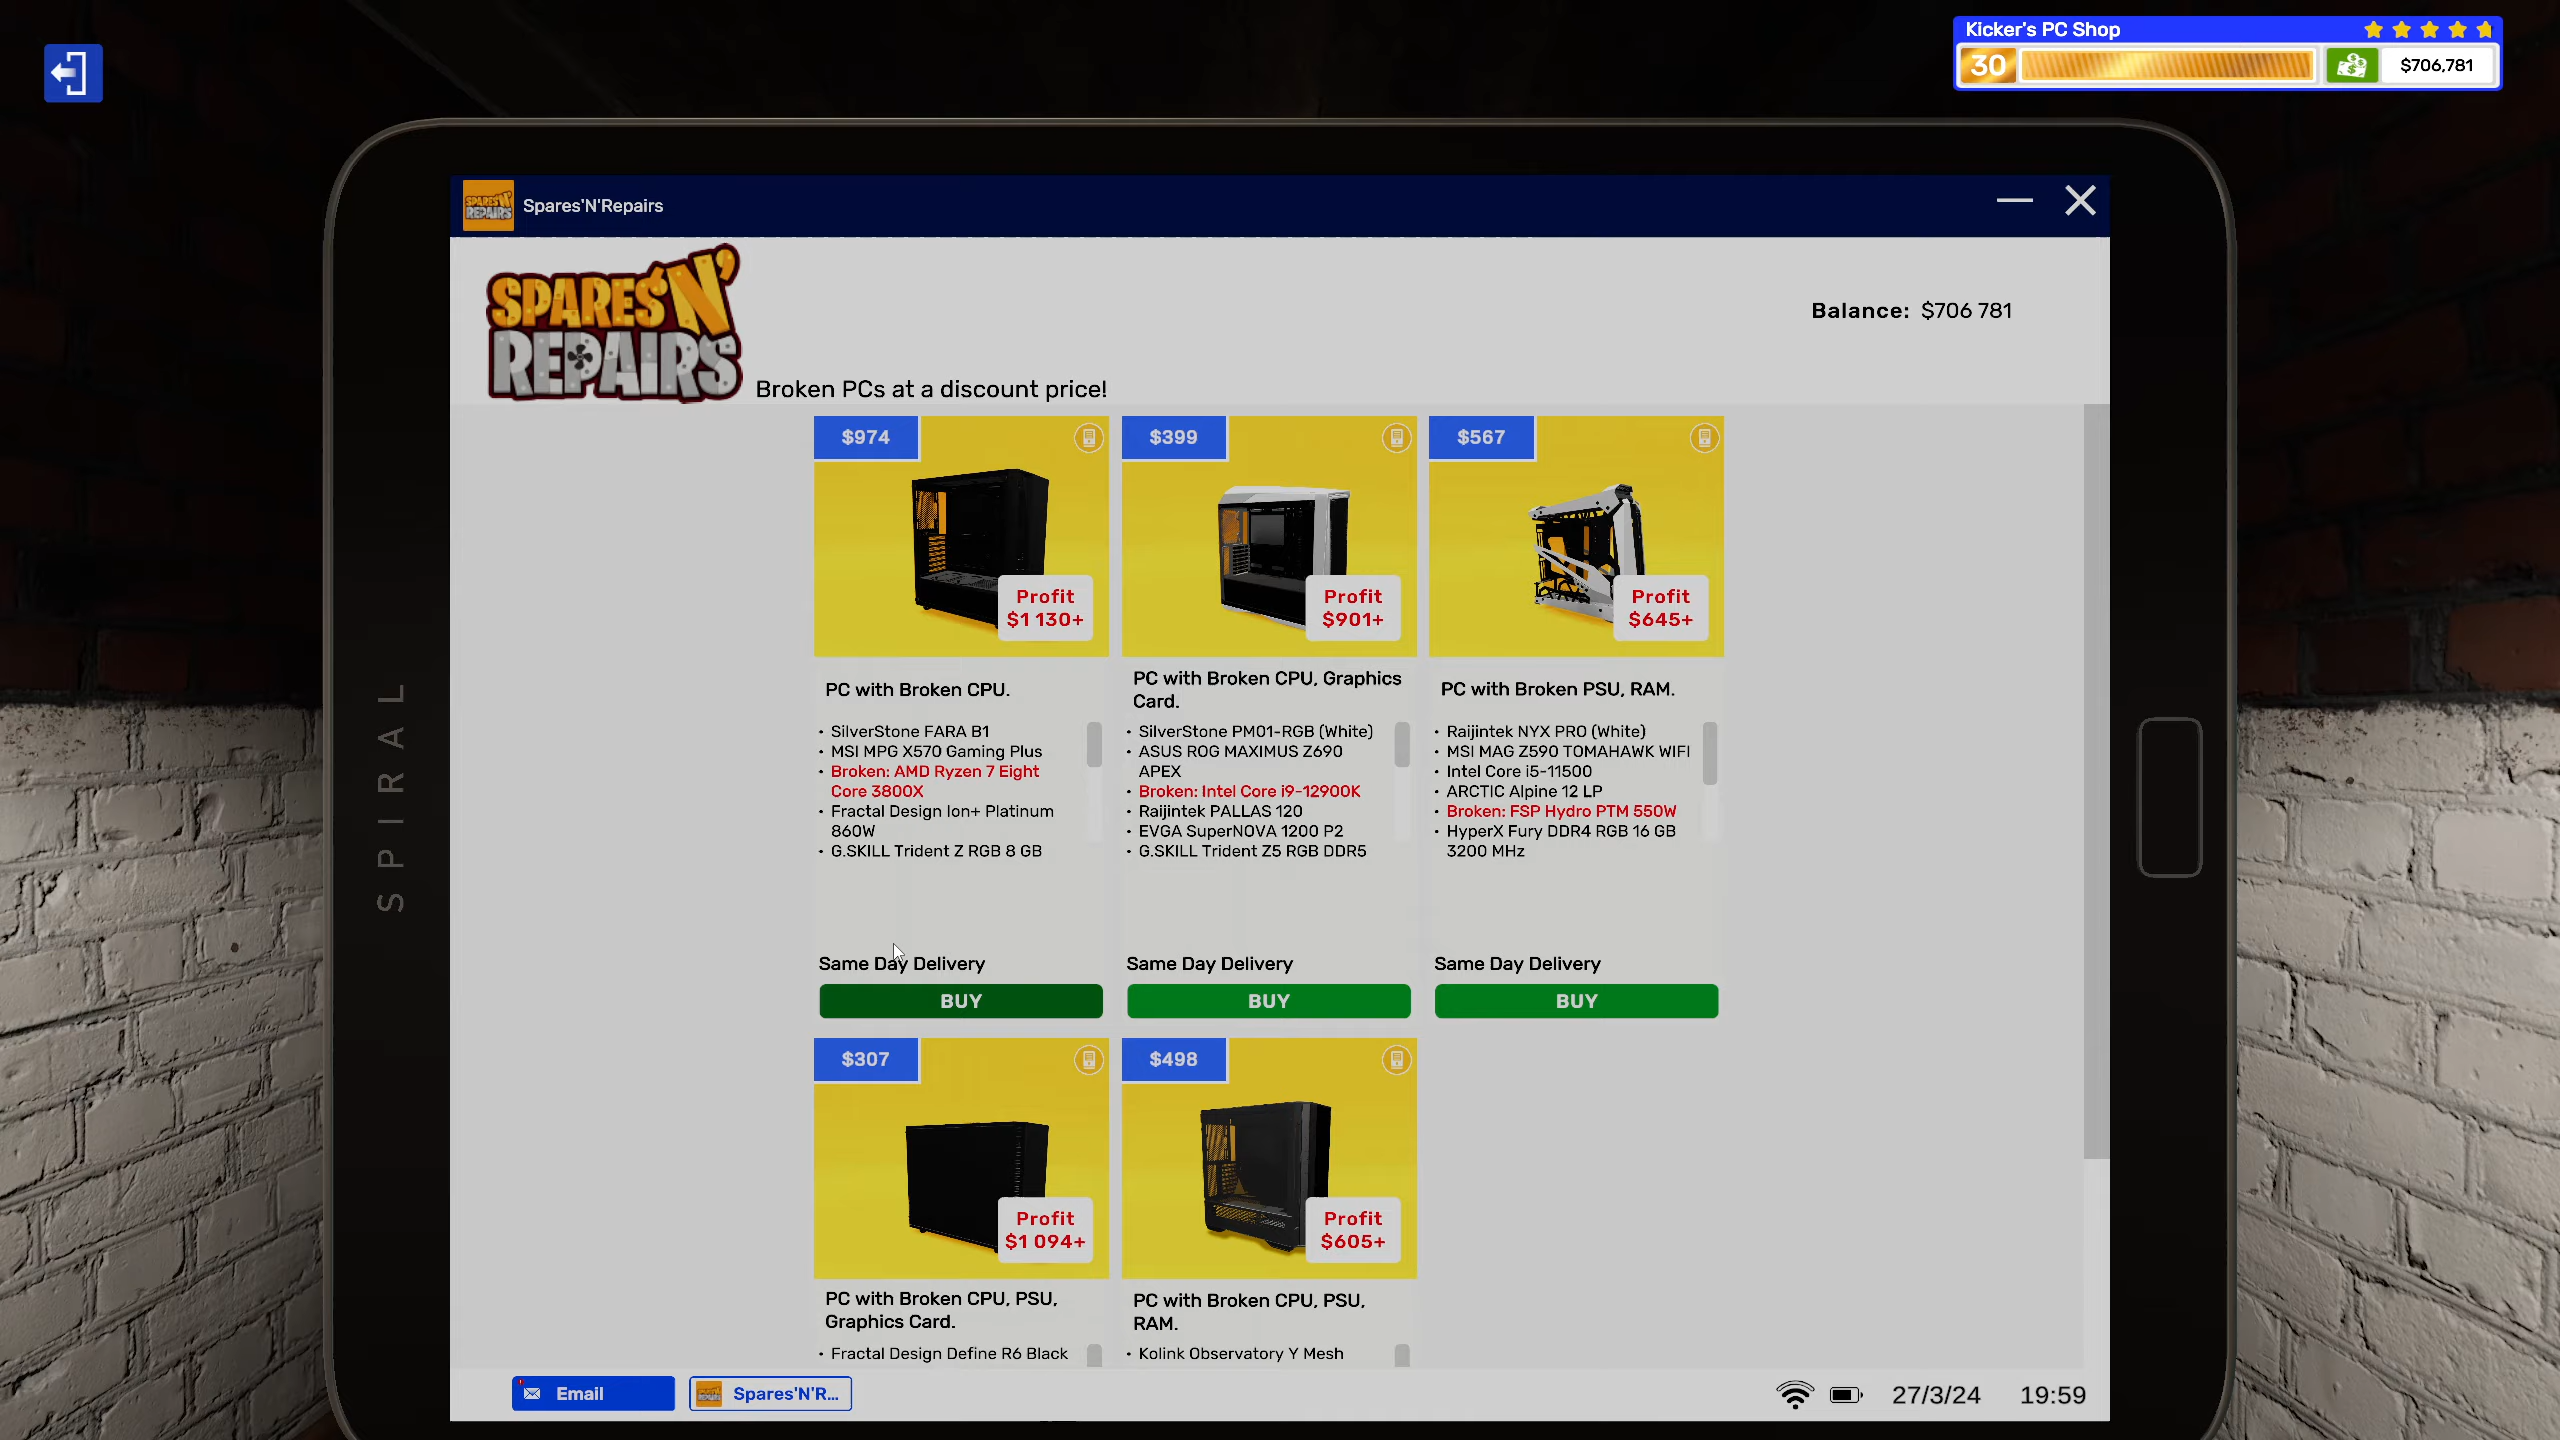 Kicker's PC Shop
30
$706,781
SPARES'N' REPAIRS
Spares'N'Repairs
SPARES'N'
REPAIRS
Balance: $706 781
Broken PCs at a discount price!
$974
Profit
$1 130+
PC with Broken CPU.
• SilverStone FARA B1
• MSI MPG X570 Gaming Plus
• Broken: AMD Ryzen 7 Eight
Core 3800X
• Fractal Design Ion+ Platinum
860W
• G.SKILL Trident Z RGB 8 GB
Same Day Delivery
BUY
$399
Profit
$901+
PC with Broken CPU, Graphics
Card.
• SilverStone PM01-RGB (White)
• ASUS ROG MAXIMUS Z690
APEX
• Broken: Intel Core i9-12900K
• Raijintek PALLAS 120
• EVGA SuperNOVA 1200 P2
• G.SKILL Trident Z5 RGB DDR5
Same Day Delivery
BUY
$567
Profit
$645+
PC with Broken PSU, RAM.
• Raijintek NYX PRO (White)
• MSI MAG Z590 TOMAHAWK WIFI
• Intel Core i5-11500
• ARCTIC Alpine 12 LP
• Broken: FSP Hydro PTM 550W
• HyperX Fury DDR4 RGB 16 GB
3200 MHz
Same Day Delivery
BUY
$307
Profit
$1 094+
PC with Broken CPU, PSU,
Graphics Card.
• Fractal Design Define R6 Black
$498
Profit
$605+
PC with Broken CPU, PSU,
RAM.
• Kolink Observatory Y Mesh
SPIRAL
Email
Spares'N'R...
27/3/24
19:59